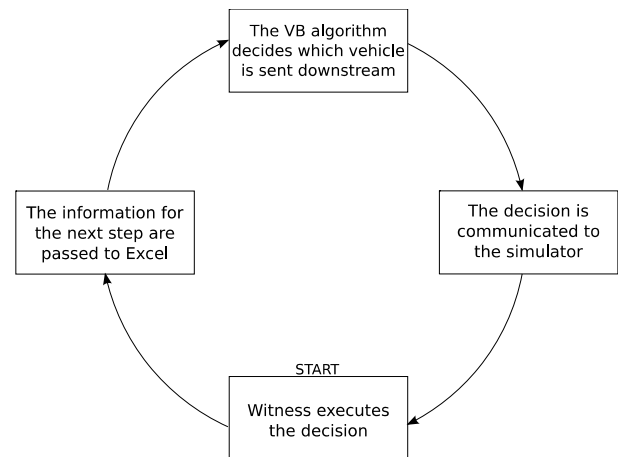 The VB algorithm
decides which vehicle
is sent downstream
The information for
the next step are
passed to Excel
The decision is
communicated to
the simulator
START
Witness executes
the decision